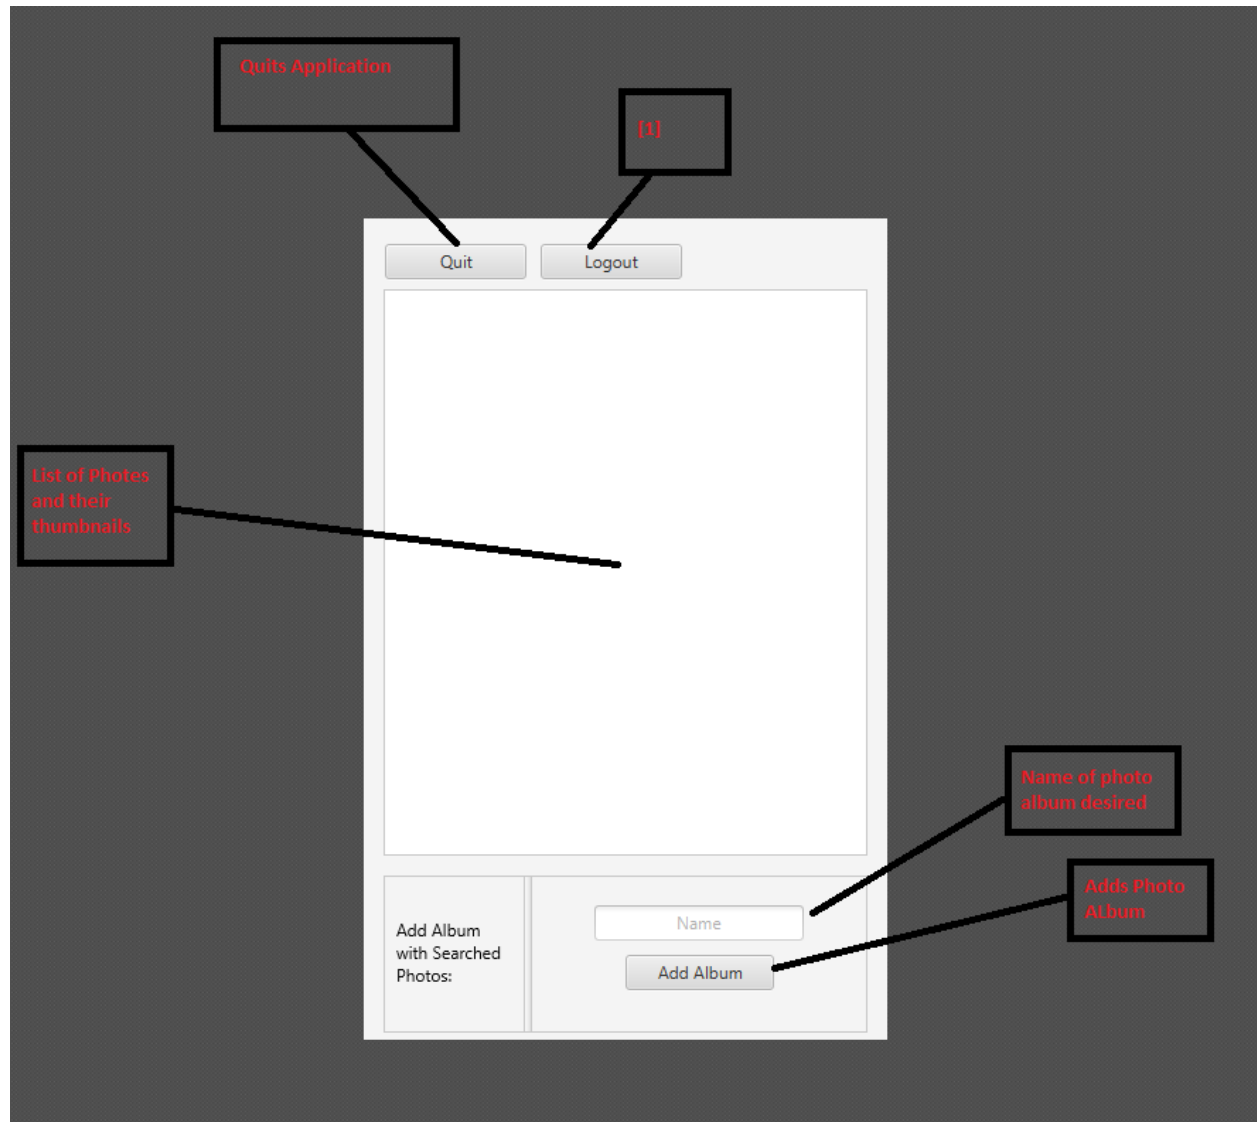 Quits Application
[1]
Quit
Logout
List of Photes
and their
thumbnails
Name of photo
album desired
Adds Photo
ALbum
Add Album
with Searched
Photos:
Name
Add Album